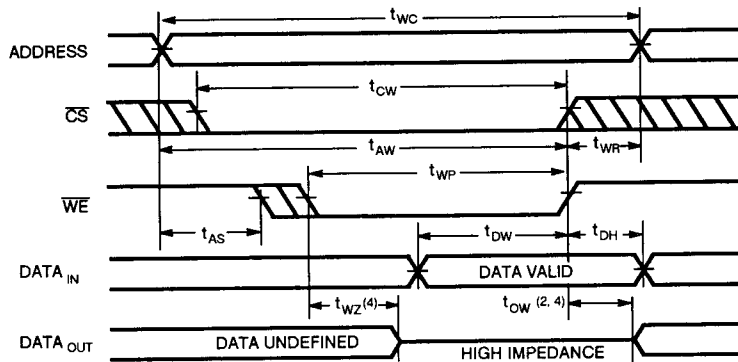 tWC
ADDRESS
tCW
CS
tAW
tWR
WE
tWP
tAS
tDW
tDH
DATA IN
DATA VALID
tWZ(4)
tOW (2, 4)
DATA OUT
DATA UNDEFINED
HIGH IMPEDANCE